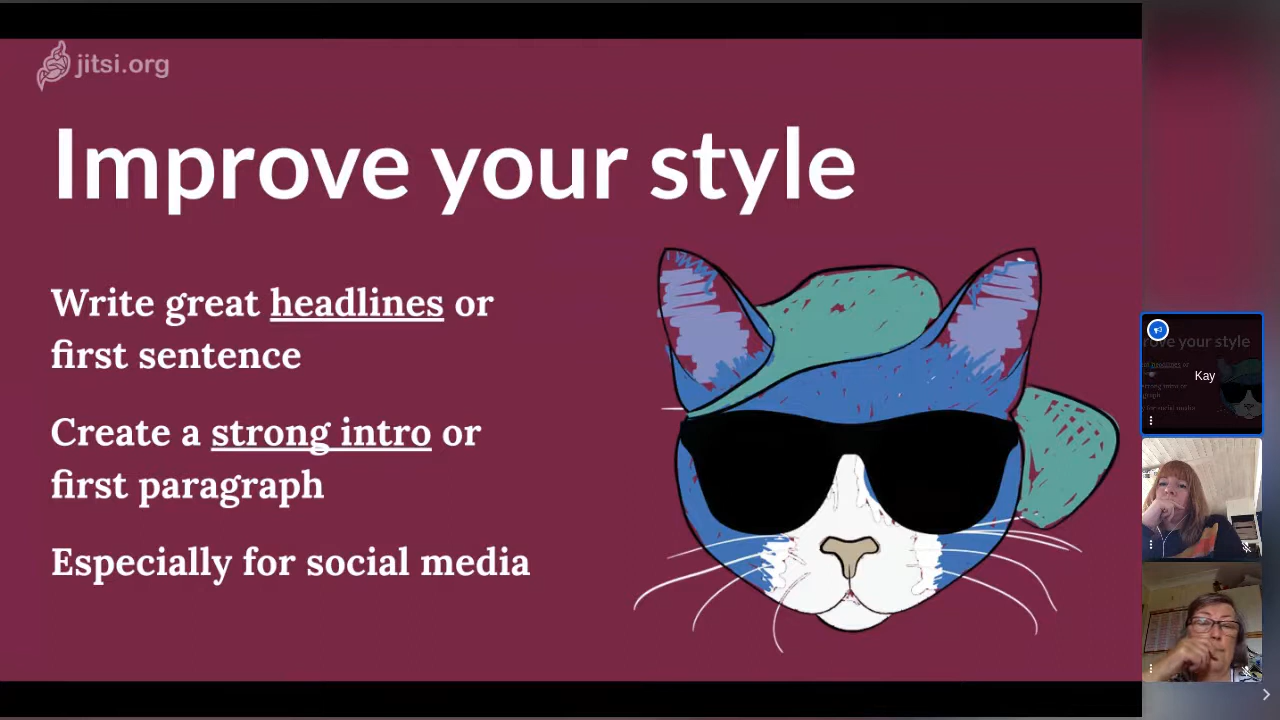 jitsi.org
Improve your style
Write great headlines or
first sentence
Create a strong intro or
first paragraph
Especially for social media
Kay